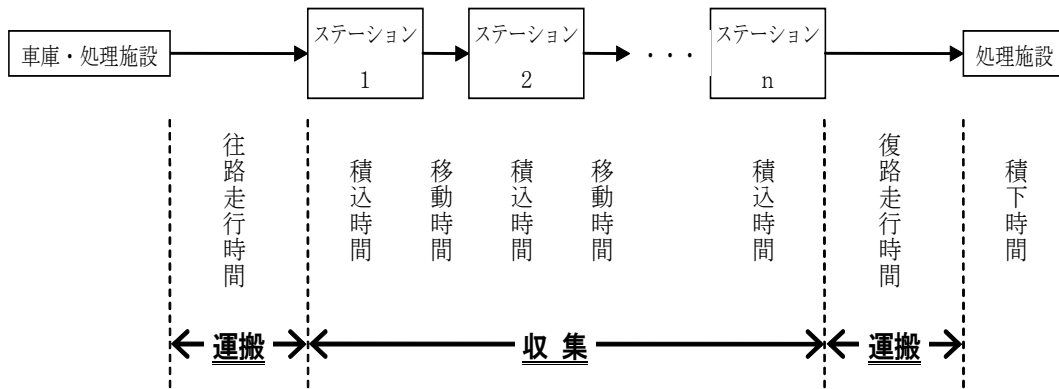 車庫・処理施設
ステーション
1
ステーション
2
・・・
ステーション
n
処理施設
往路走行時間
積込時間
移動時間
積込時間
移動時間
積込時間
復路走行時間
積下時間
運搬
収 集
運搬